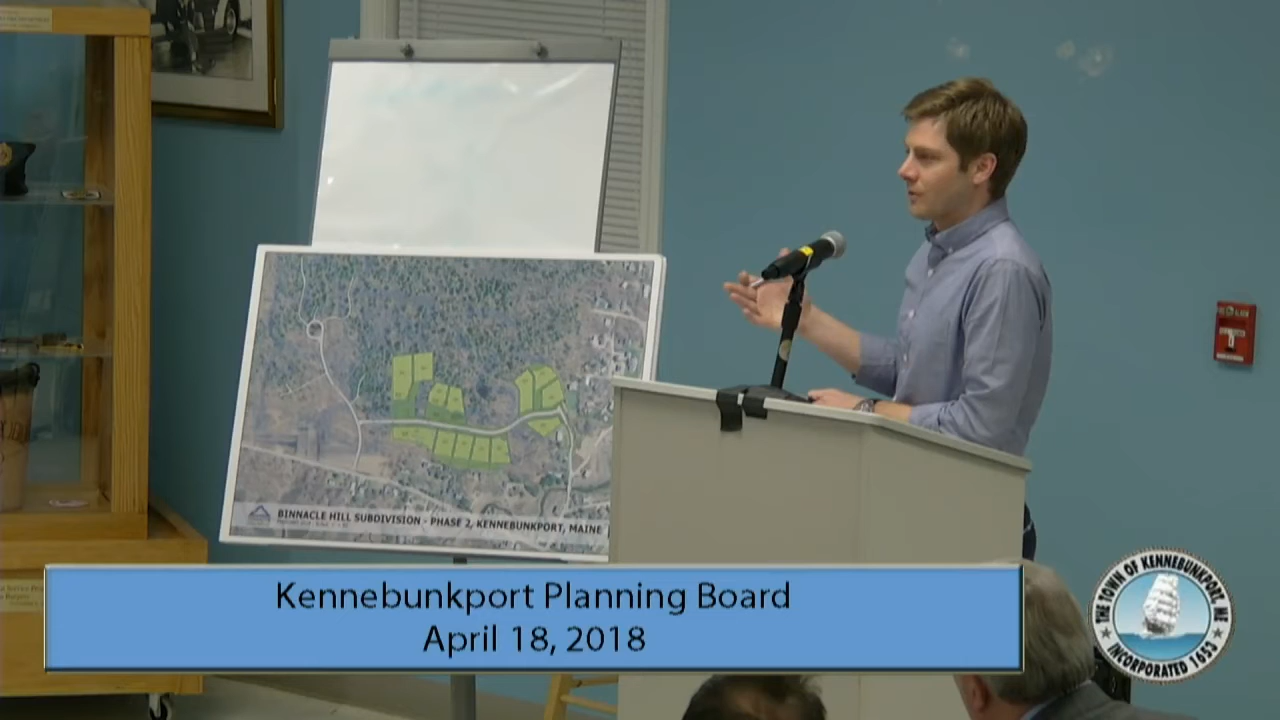 BINNACLE HILL SUBDIVISION - PHASE 2, KENNEBUNKPORT, MAINE
Kennebunkport Planning Board
April 18, 2018
THE TOWN OF KENNEBUNKPORT, ME
INCORPORATED 1653